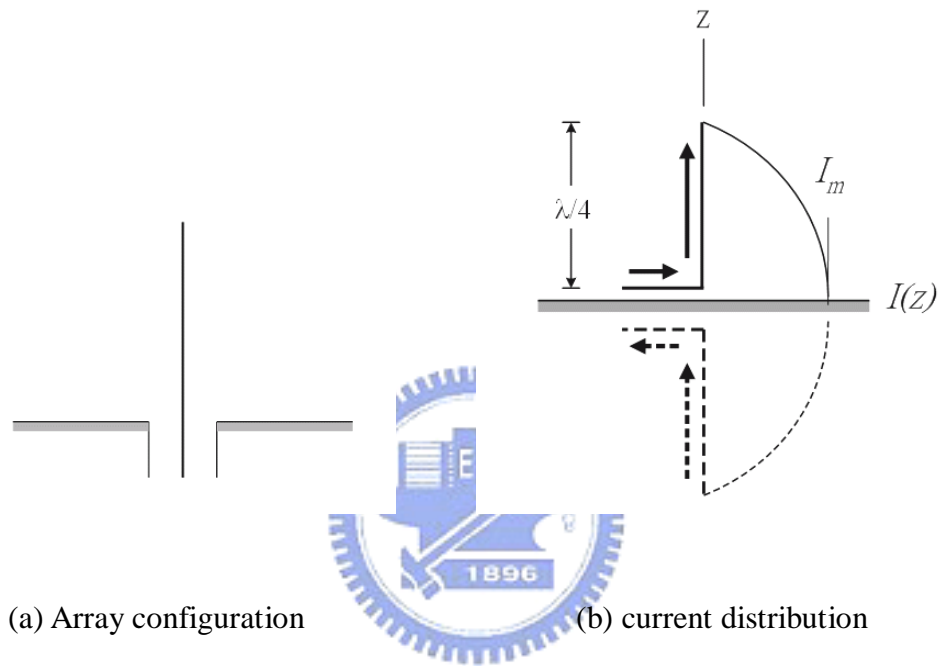 Z
I_m
λ/4
I(z)
E
1896
(a) Array configuration
(b) current distribution